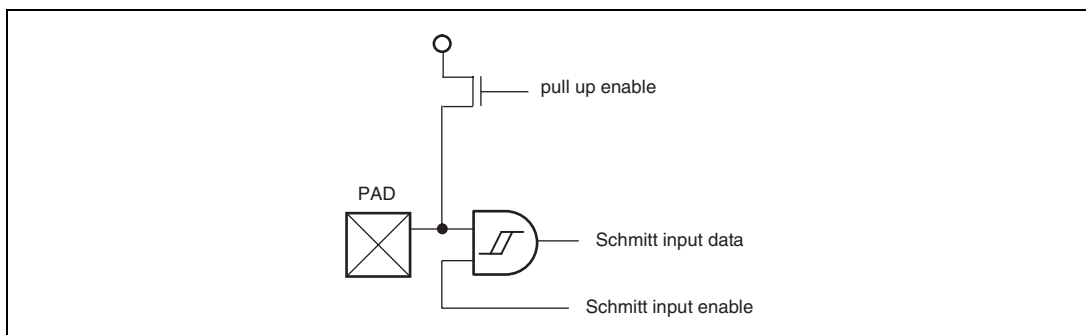 pull up enable
PAD
Schmitt input data
Schmitt input enable